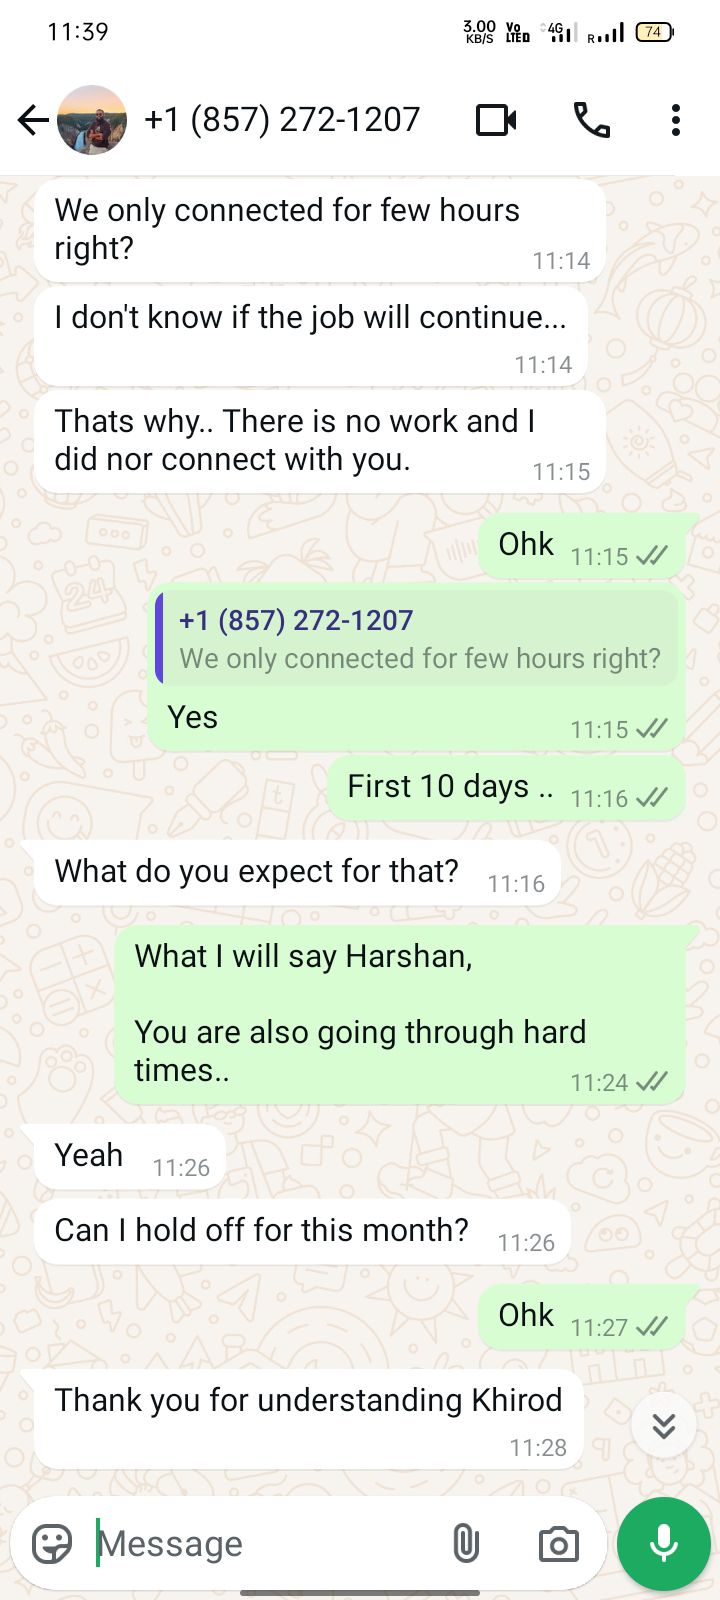 11:39
3.00 KB/S Vo LTED 4G R 74
+1 (857) 272-1207
We only connected for few hours
right?
11:14
I don't know if the job will continue...
11:14
Thats why.. There is no work and I
did nor connect with you.
11:15
Ohk 11:15
+1 (857) 272-1207
We only connected for few hours right?
Yes 11:15
First 10 days .. 11:16
What do you expect for that? 11:16
What I will say Harshan,
You are also going through hard
times..
11:24
Yeah 11:26
Can I hold off for this month? 11:26
Ohk 11:27
Thank you for understanding Khirod
11:28
Message